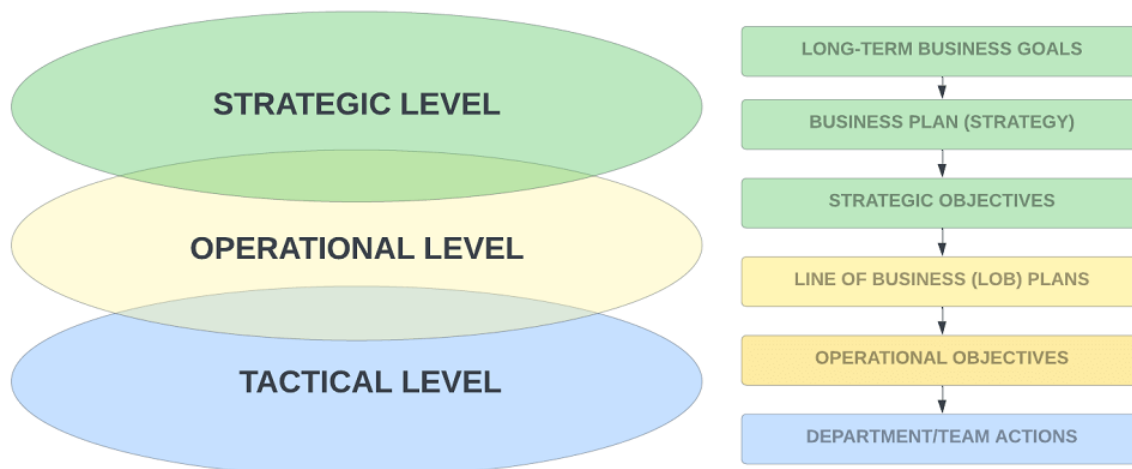 STRATEGIC LEVEL
OPERATIONAL LEVEL
TACTICAL LEVEL
LONG-TERM BUSINESS GOALS
BUSINESS PLAN (STRATEGY)
STRATEGIC OBJECTIVES
LINE OF BUSINESS (LOB) PLANS
OPERATIONAL OBJECTIVES
DEPARTMENT/TEAM ACTIONS